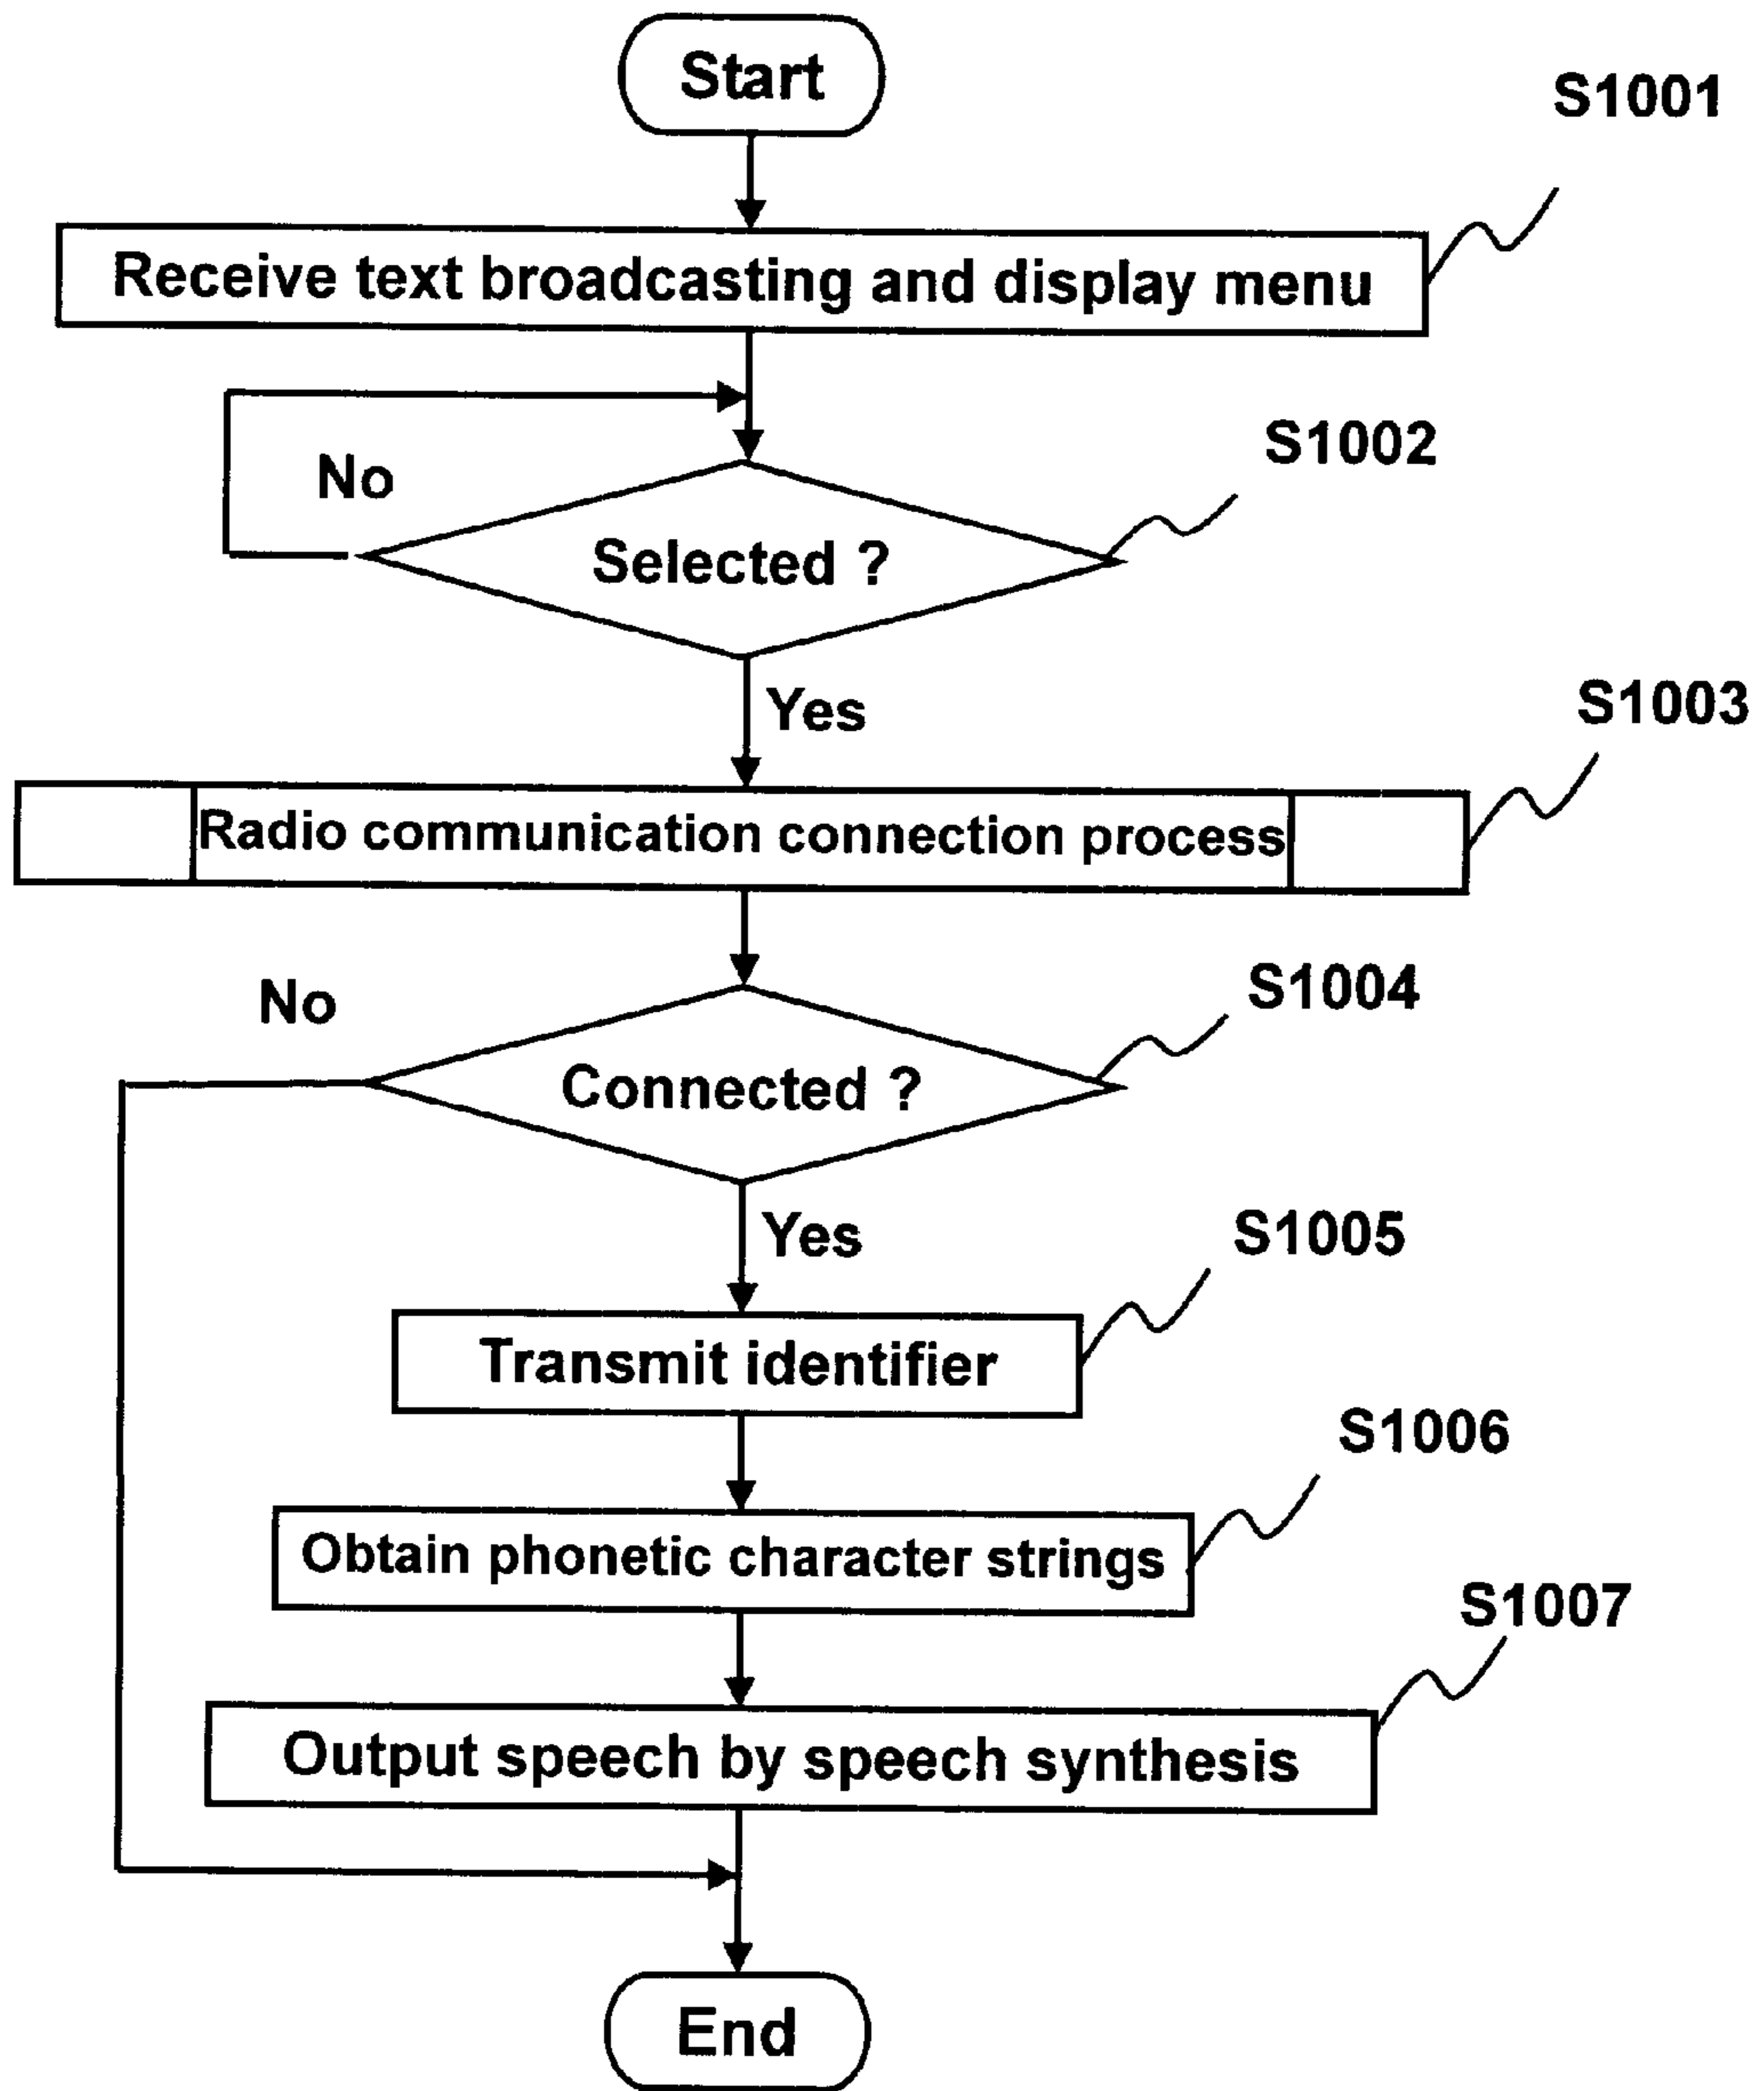 Start
S1001
Receive text broadcasting and display menu
S1002
No
Selected ?
Yes
S1003
Radio communication connection process
S1004
No
Connected ?
Yes
S1005
Transmit identifier
S1006
Obtain phonetic character strings
S1007
Output speech by speech synthesis
End